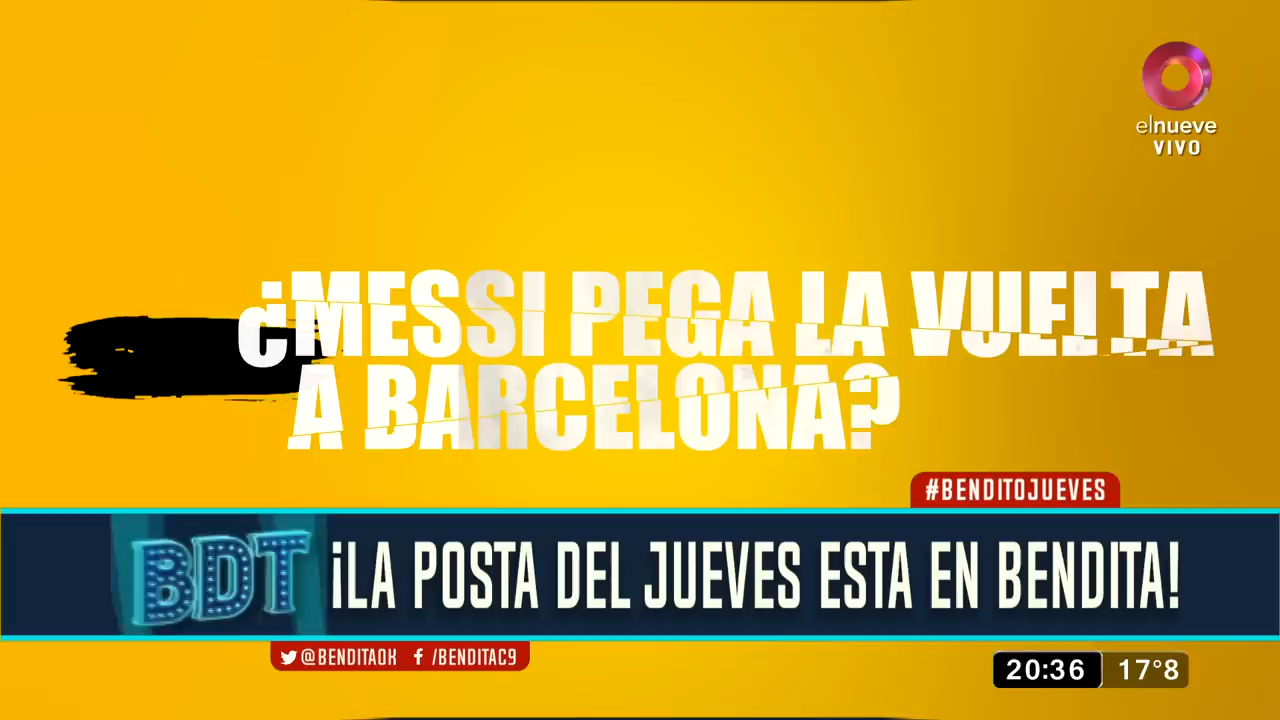 elnueve
VIVO
¿MESSI PEGA LA VUELTA
A BARCELONA?
#BENDITOJUEVES
BDT
¡LA POSTA DEL JUEVES ESTA EN BENDITA!
@BENDITAOK f /BENDITAC9
20:36 17°8